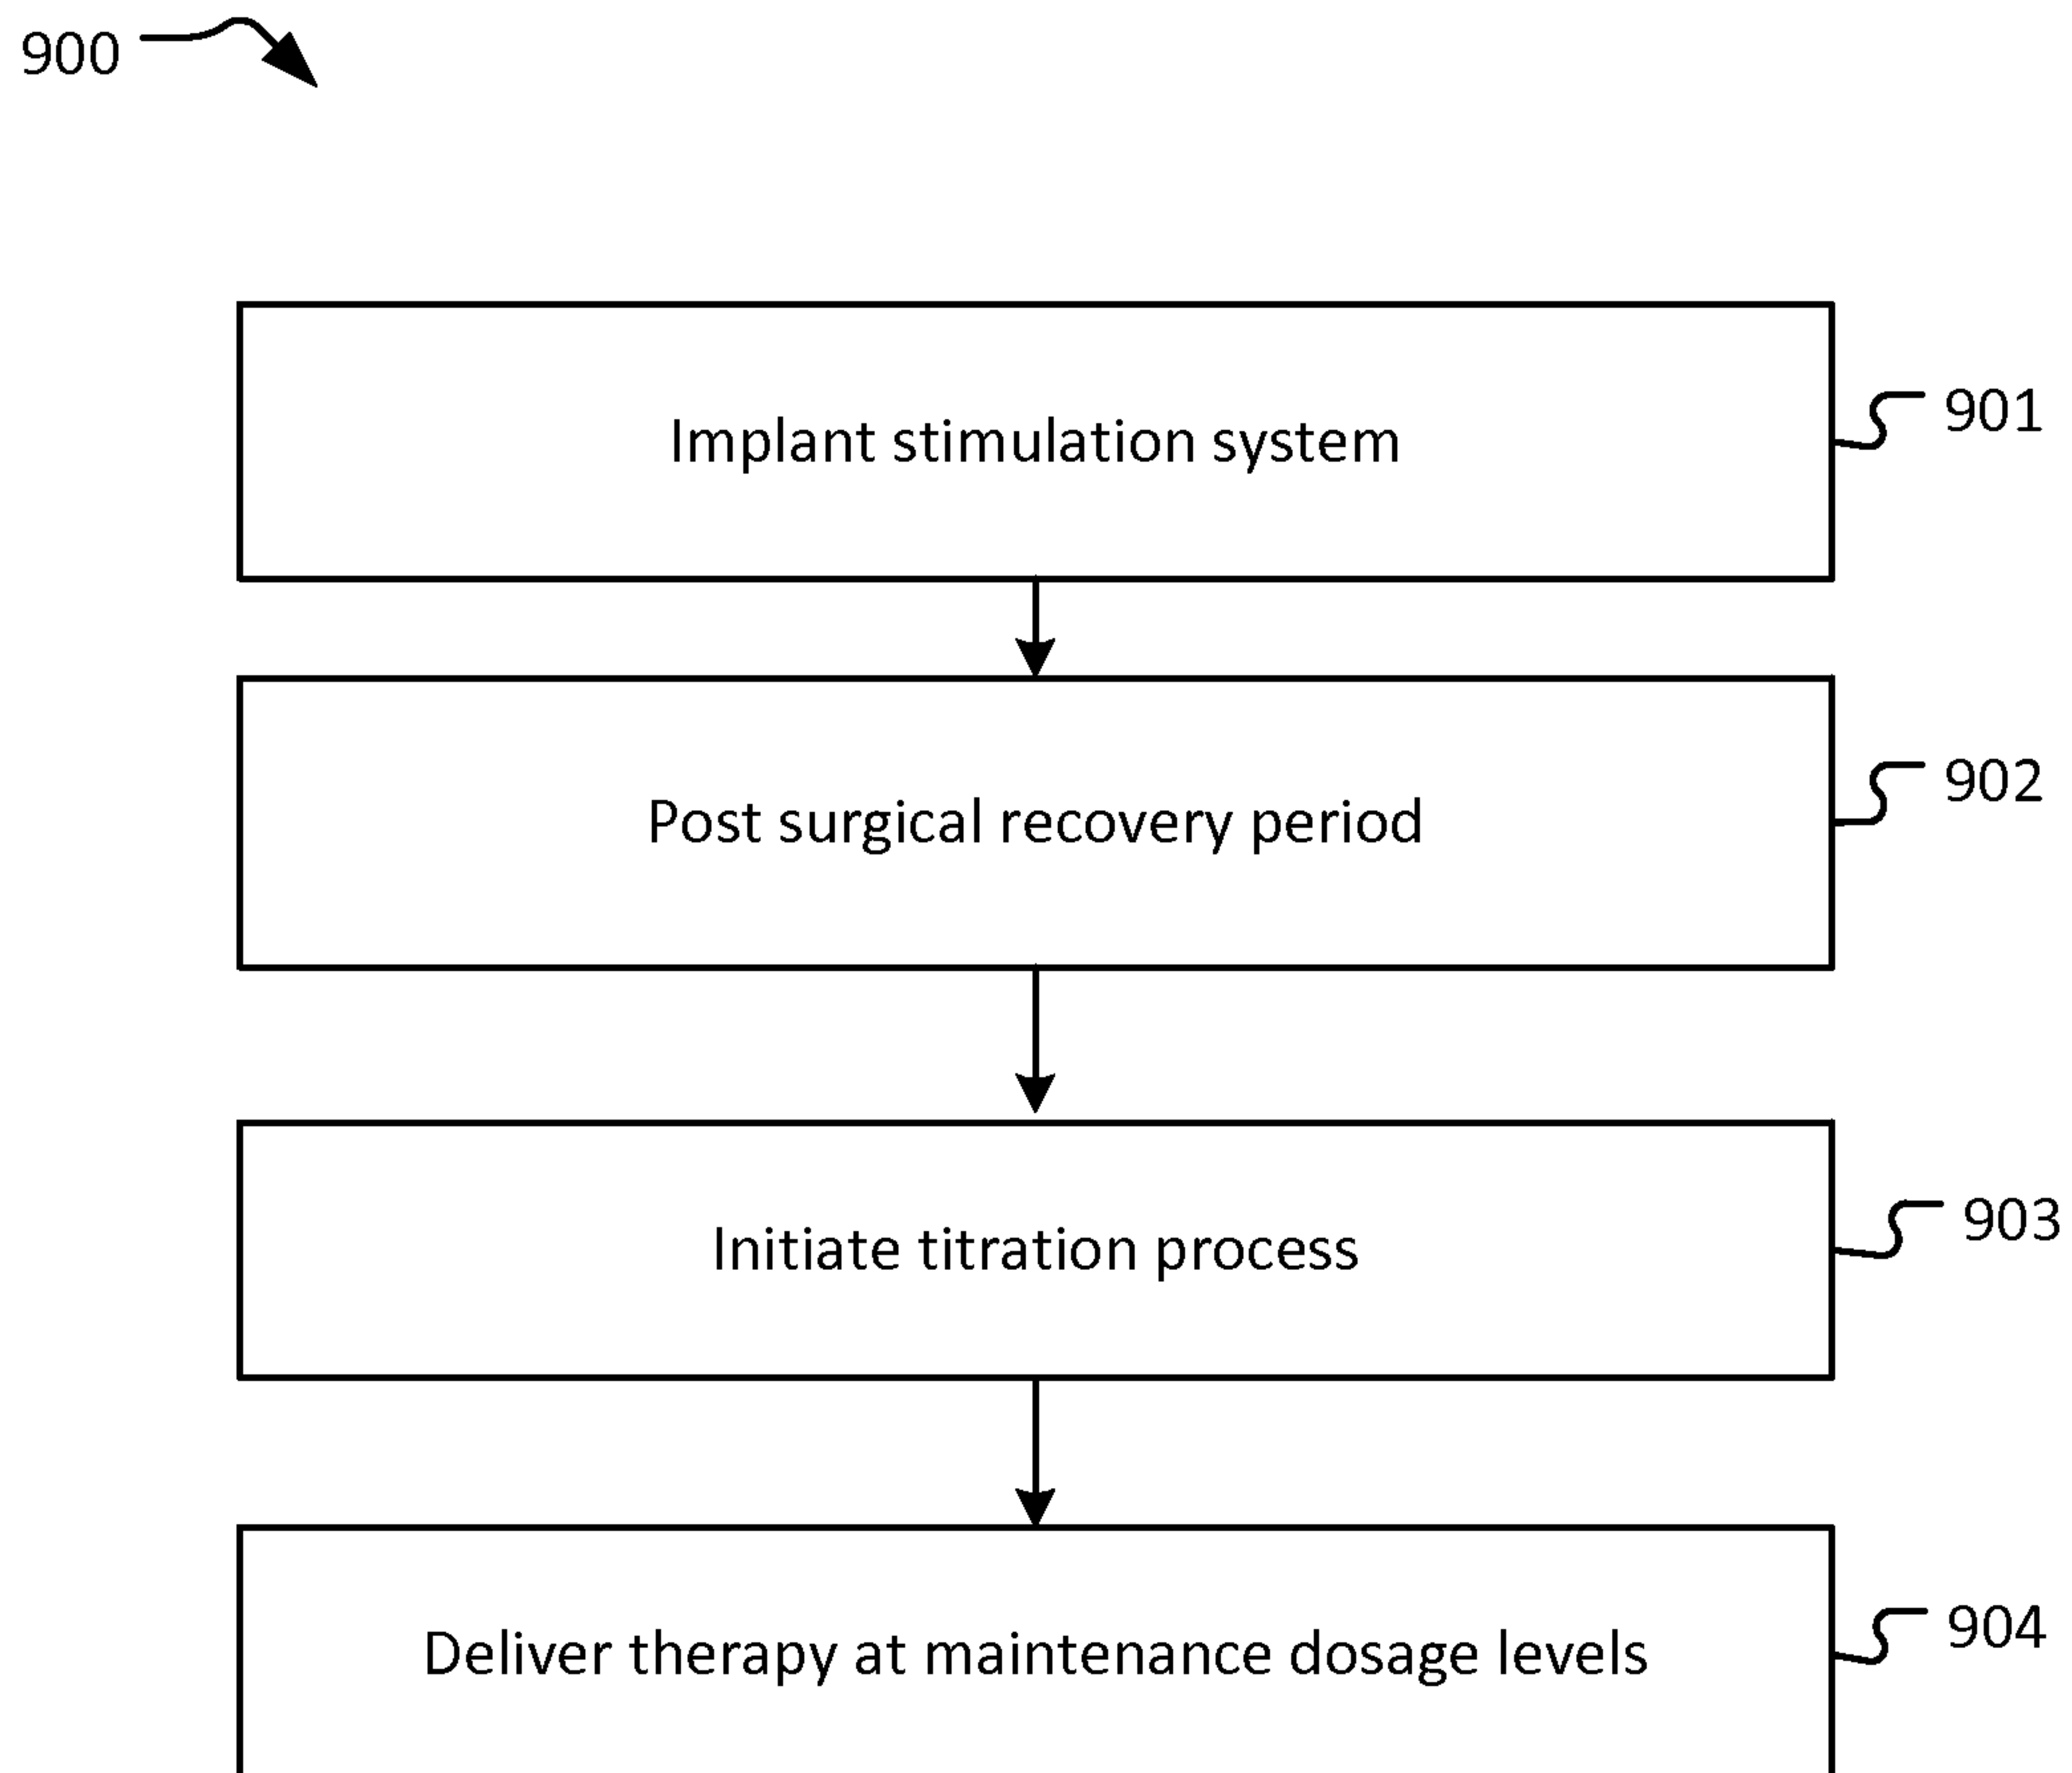 900
Implant stimulation system
901
Post surgical recovery period
902
Initiate titration process
903
Deliver therapy at maintenance dosage levels
904